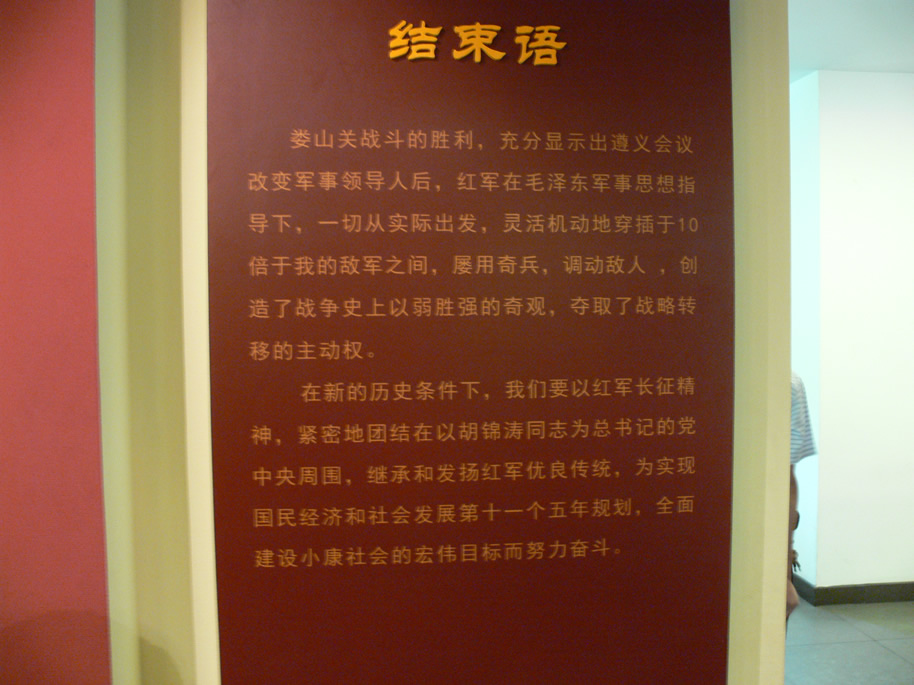 结束语
娄山关战斗的胜利，充分显示出遵义会议
改变军事领导人后，红军在毛泽东军事思想指
导下，一切从实际出发，灵活机动地穿插于10
倍于我的敌军之间，屡用奇兵，调动敌人，创
造了战争史上以弱胜强的奇观，夺取了战略转
移的主动权。
在新的历史条件下，我们要以红军长征精
神，紧密地团结在以胡锦涛同志为总书记的党
中央周围，继承和发扬红军优良传统，为实现
国民经济和社会发展第十一个五年规划，全面
建设小康社会的宏伟目标而努力奋斗。